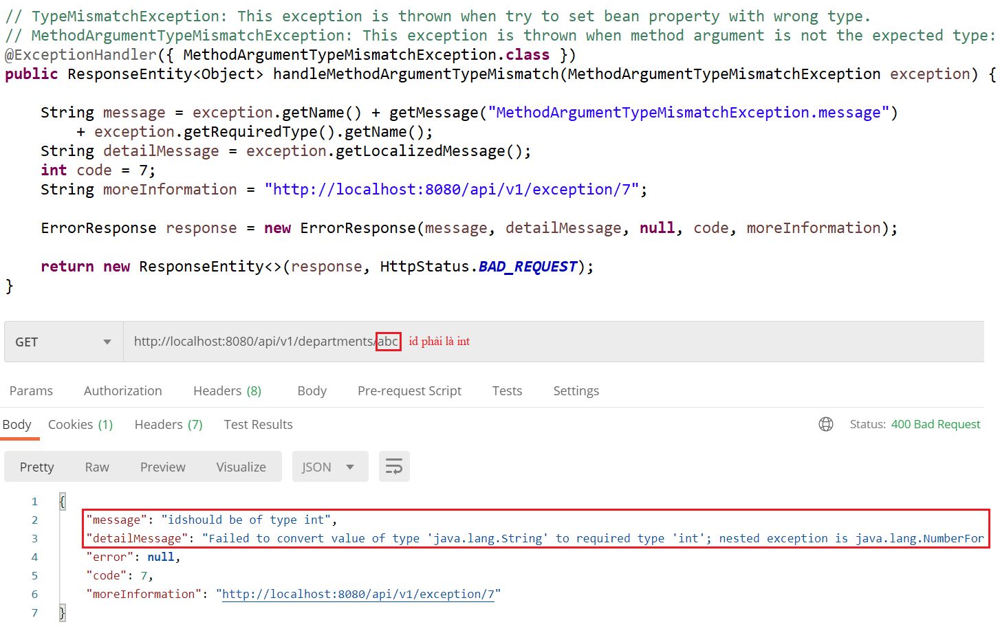 // TypeMismatchException: This exception is thrown when try to set bean property with wrong type.
// MethodArgumentTypeMismatchException: This exception is thrown when method argument is not the expected type:
@ExceptionHandler({ MethodArgumentTypeMismatchException.class })
public ResponseEntity<Object> handleMethodArgumentTypeMismatch(MethodArgumentTypeMismatchException exception) {
String message = exception.getName() + getMessage("MethodArgumentTypeMismatchException.message")
+ exception.getRequiredType().getName();
String detailMessage = exception.getLocalizedMessage();
int code = 7;
String moreInformation = "http://localhost:8080/api/v1/exception/7";
ErrorResponse response = new ErrorResponse(message, detailMessage, null, code, moreInformation);
return new ResponseEntity<>(response, HttpStatus.BAD_REQUEST);
}
GET http://localhost:8080/api/v1/departments/abc id phải là int
Params Authorization Headers (8) Body Pre-request Script Tests Settings
Body Cookies (1) Headers (7) Test Results Status: 400 Bad Request
Pretty Raw Preview Visualize JSON
1 {
2 "message": "idshould be of type int",
3 "detailMessage": "Failed to convert value of type 'java.lang.String' to required type 'int'; nested exception is java.lang.NumberFor
4 "error": null,
5 "code": 7,
6 "moreInformation": "http://localhost:8080/api/v1/exception/7"
7 }